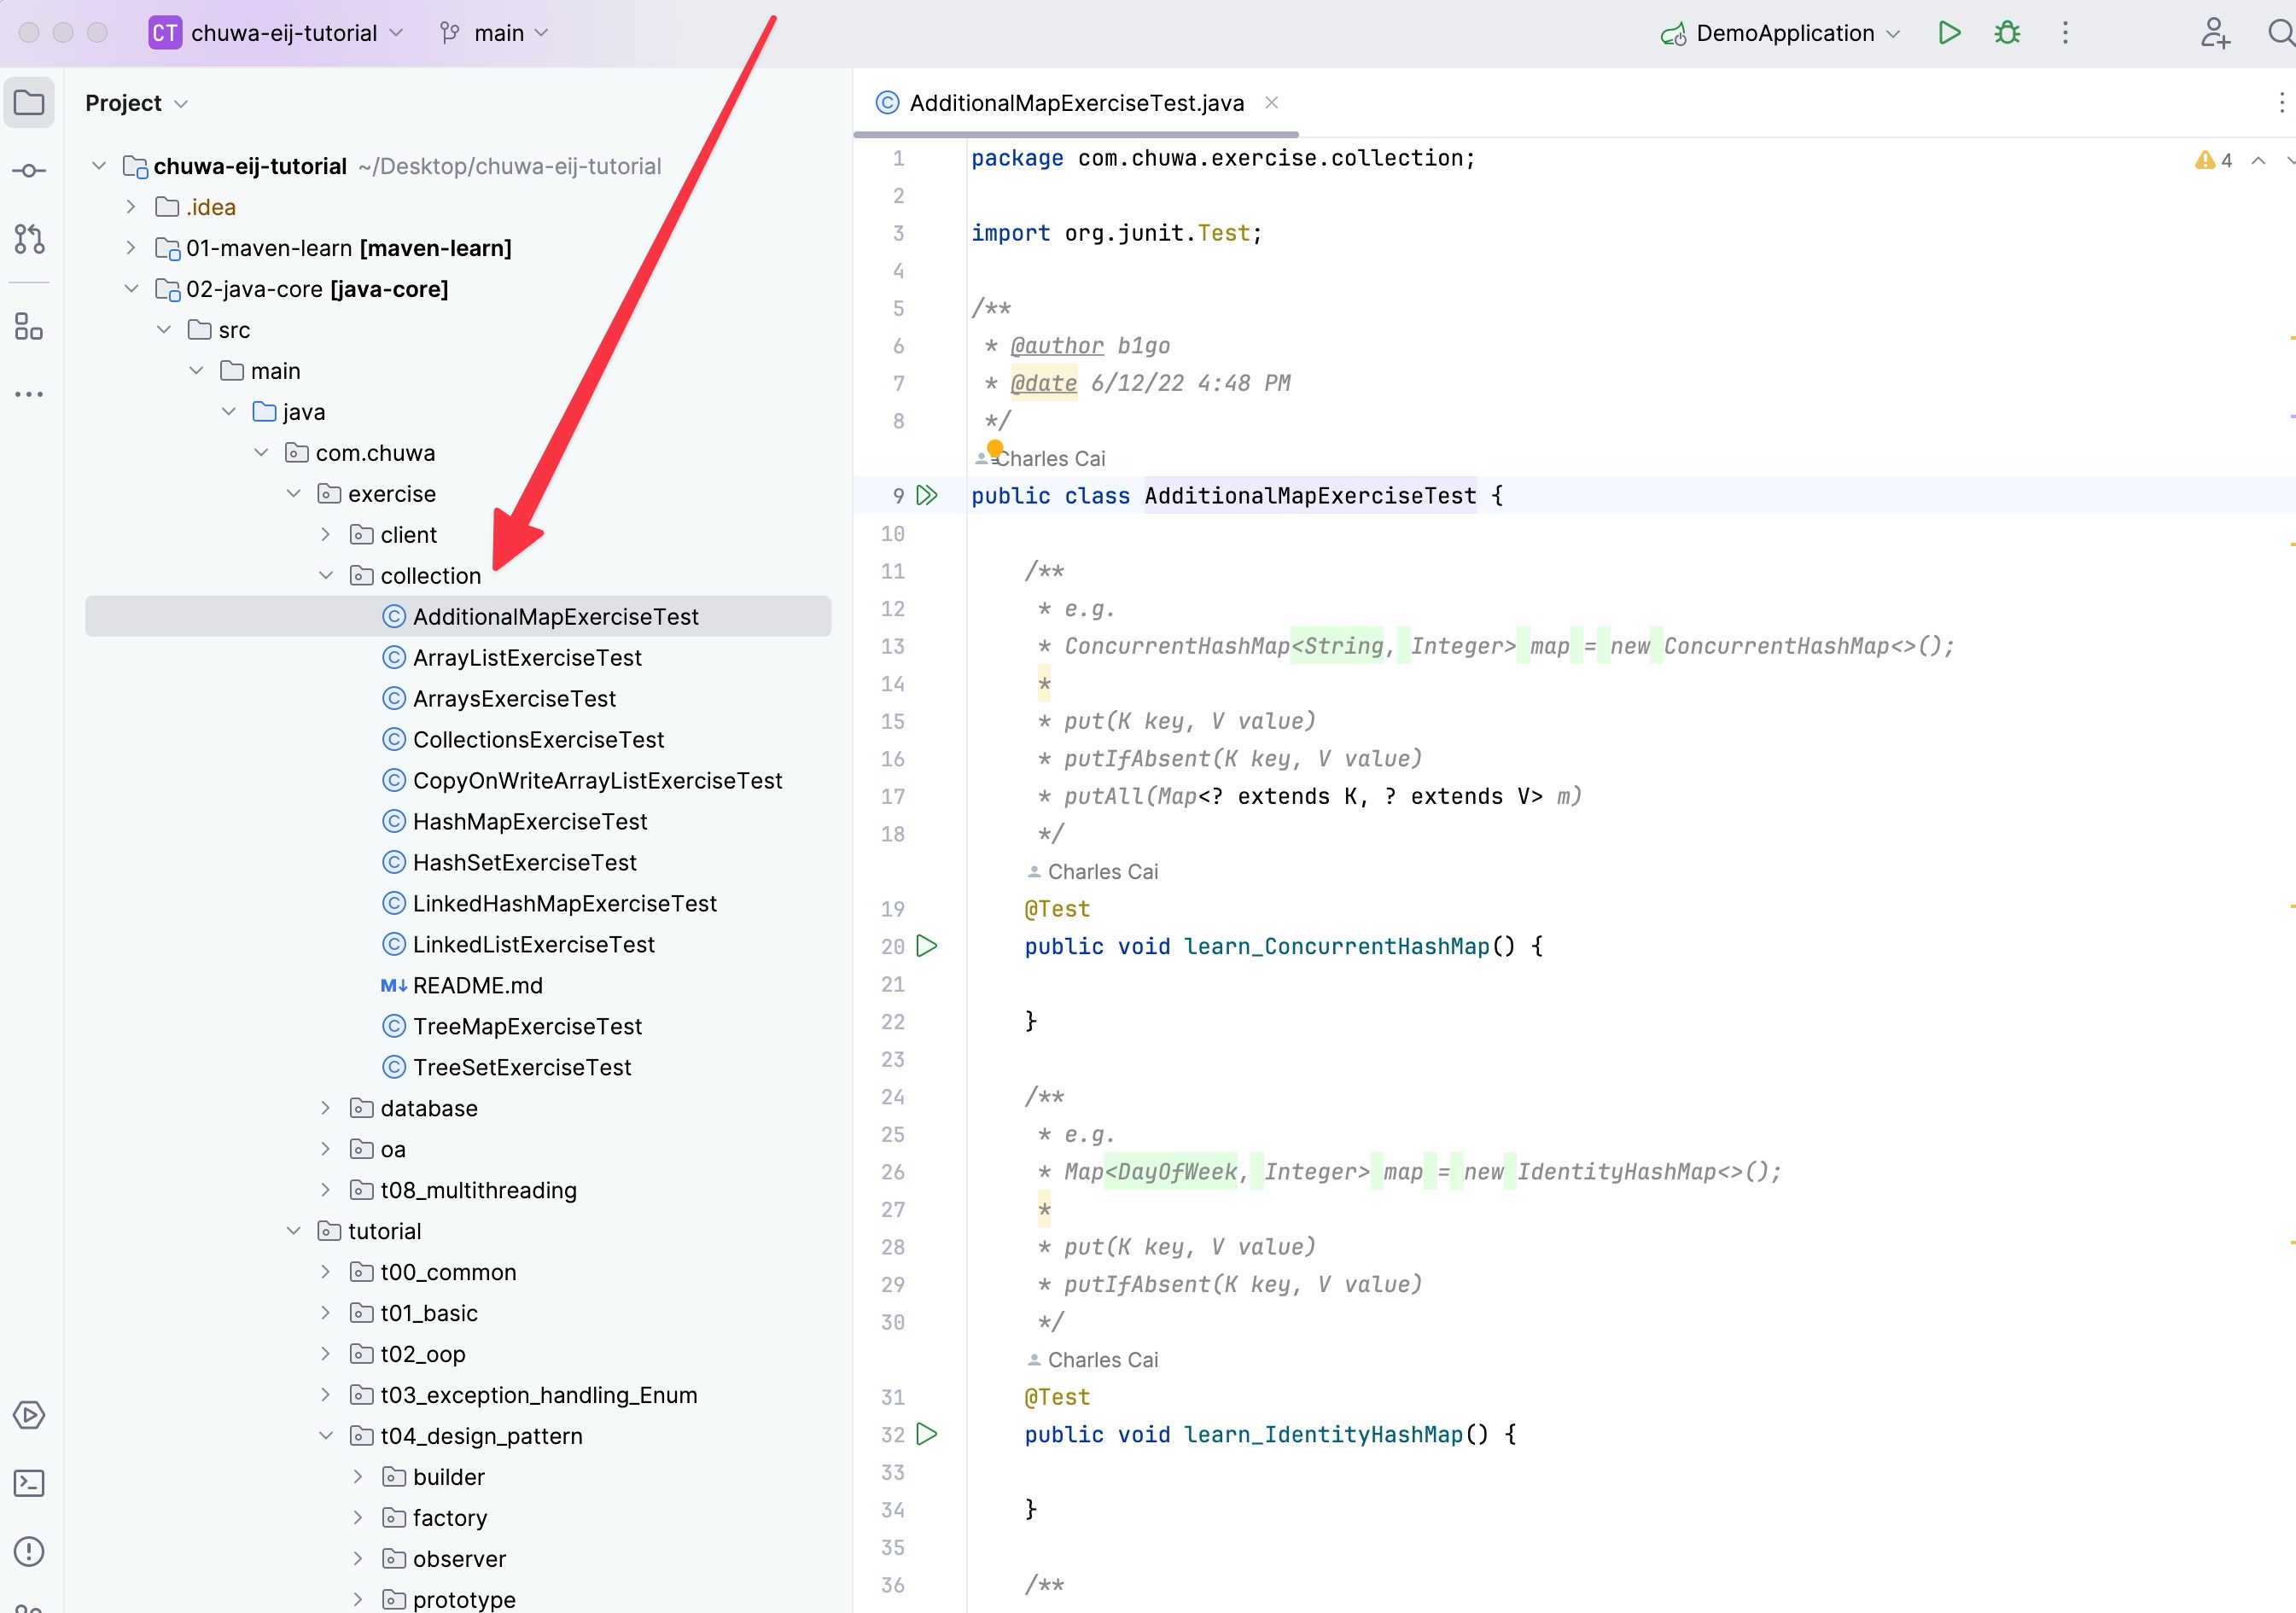 CT chuwa-eij-tutorial main DemoApplication
Project
chuwa-eij-tutorial ~/Desktop/chuwa-eij-tutorial
.idea
01-maven-learn [maven-learn]
02-java-core [java-core]
src
main
java
com.chuwa
exercise
client
collection
AdditionalMapExerciseTest
ArrayListExerciseTest
ArraysExerciseTest
CollectionsExerciseTest
CopyOnWriteArrayListExerciseTest
HashMapExerciseTest
HashSetExerciseTest
LinkedHashMapExerciseTest
LinkedListExerciseTest
M↓ README.md
TreeMapExerciseTest
TreeSetExerciseTest
database
oa
t08_multithreading
tutorial
t00_common
t01_basic
t02_oop
t03_exception_handling_Enum
t04_design_pattern
builder
factory
observer
prototype
AdditionalMapExerciseTest.java
4
1 package com.chuwa.exercise.collection;
2
3 import org.junit.Test;
4
5 /**
6 * @author b1go
7 * @date 6/12/22 4:48 PM
8 */
Charles Cai
9 public class AdditionalMapExerciseTest {
10
11 /**
12 * e.g.
13 * ConcurrentHashMap<String, Integer> map = new ConcurrentHashMap<>();
14 *
15 * put(K key, V value)
16 * putIfAbsent(K key, V value)
17 * putAll(Map<? extends K, ? extends V> m)
18 */
Charles Cai
19 @Test
20 public void learn_ConcurrentHashMap() {
21
22 }
23
24 /**
25 * e.g.
26 * Map<DayOfWeek, Integer> map = new IdentityHashMap<>();
27 *
28 * put(K key, V value)
29 * putIfAbsent(K key, V value)
30 */
Charles Cai
31 @Test
32 public void learn_IdentityHashMap() {
33
34 }
35
36 /**